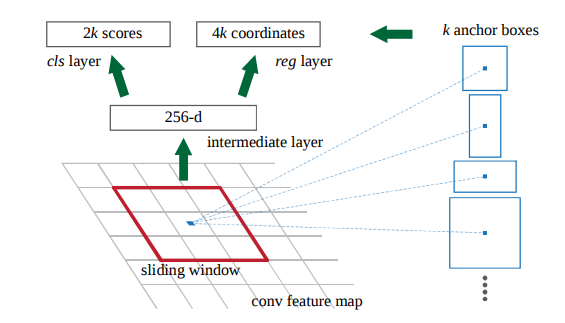 2k scores
4k coordinates
k anchor boxes
cls layer
reg layer
256-d
intermediate layer
sliding window
conv feature map